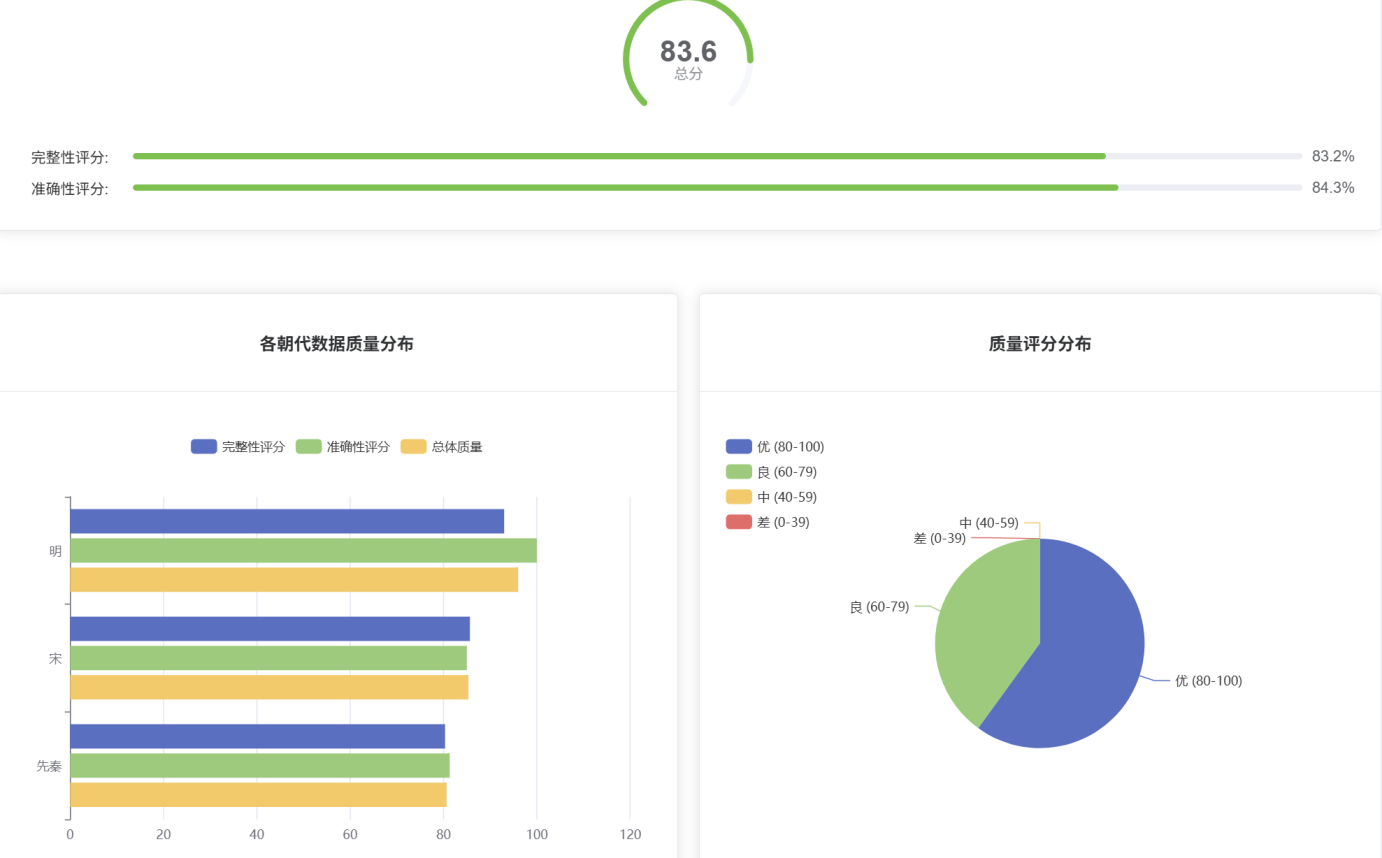 83.6
总分
完整性评分: 83.2%
准确性评分: 84.3%
各朝代数据质量分布
完整性评分 准确性评分 总体质量
明
宋
先秦
0 20 40 60 80 100 120
质量评分分布
优 (80-100)
良 (60-79)
中 (40-59)
差 (0-39)
中 (40-59)
差 (0-39)
良 (60-79)
优 (80-100)